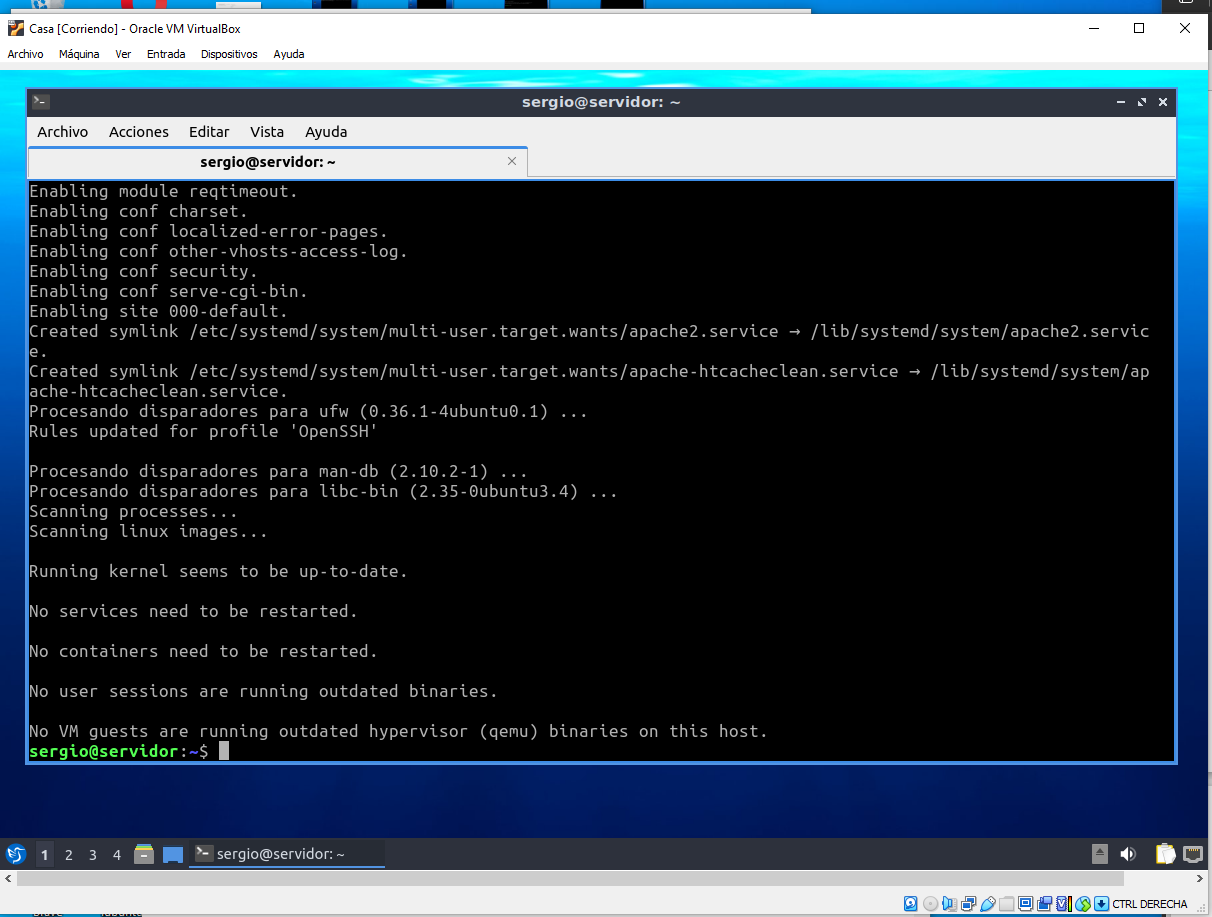 Casa [Corriendo] - Oracle VM VirtualBox
Archivo Máquina Ver Entrada Dispositivos Ayuda
sergio@servidor: ~
Archivo Acciones Editar Vista Ayuda
sergio@servidor: ~
Enabling module reqtimeout.
Enabling conf charset.
Enabling conf localized-error-pages.
Enabling conf other-vhosts-access-log.
Enabling conf security.
Enabling conf serve-cgi-bin.
Enabling site 000-default.
Created symlink /etc/systemd/system/multi-user.target.wants/apache2.service → /lib/systemd/system/apache2.servic
e.
Created symlink /etc/systemd/system/multi-user.target.wants/apache-htcacheclean.service → /lib/systemd/system/ap
ache-htcacheclean.service.
Procesando disparadores para ufw (0.36.1-4ubuntu0.1) ...
Rules updated for profile 'OpenSSH'
Procesando disparadores para man-db (2.10.2-1) ...
Procesando disparadores para libc-bin (2.35-0ubuntu3.4) ...
Scanning processes...
Scanning linux images...
Running kernel seems to be up-to-date.
No services need to be restarted.
No containers need to be restarted.
No user sessions are running outdated binaries.
No VM guests are running outdated hypervisor (qemu) binaries on this host.
sergio@servidor:~$
1 2 3 4 sergio@servidor: ~
CTRL DERECHA